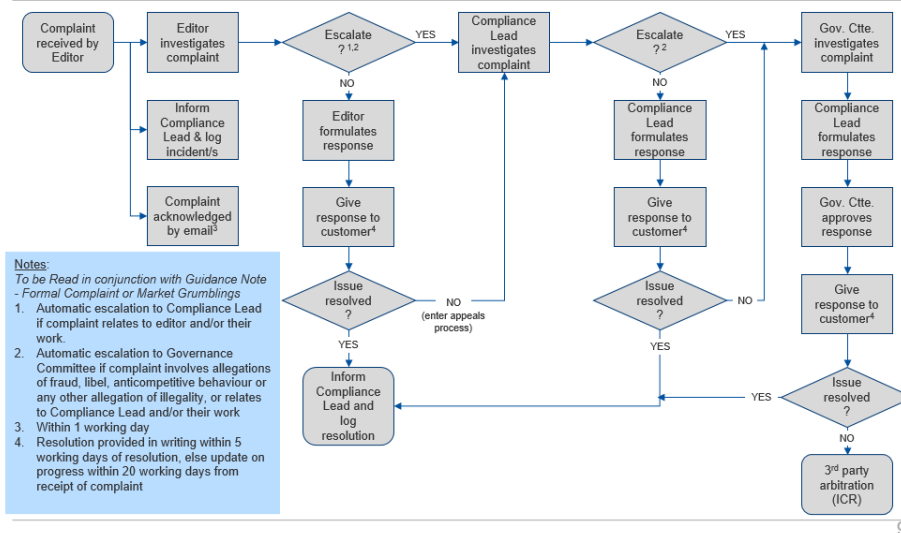 Complaint
received by
Editor
Editor
investigates
complaint
Escalate
?1,2
YES
Compliance
Lead
investigates
complaint
Escalate
?2
YES
Gov. Ctte.
investigates
complaint
NO
NO
Inform
Compliance
Lead & log
incident/s
Editor
formulates
response
Compliance
Lead
formulates
response
Compliance
Lead
formulates
response
Complaint
acknowledged
by email3
Give
response to
customer4
Give
response to
customer4
Gov. Ctte.
approves
response
Issue
resolved
?
NO
(enter appeals
process)
Issue
resolved
?
NO
Give
response to
customer4
YES
YES
Inform
Compliance
Lead and
log
resolution
YES
Issue
resolved
?
NO
3rd party
arbitration
(ICR)
Notes:
To be Read in conjunction with Guidance Note
- Formal Complaint or Market Grumblings
1. Automatic escalation to Compliance Lead
if complaint relates to editor and/or their
work.
2. Automatic escalation to Governance
Committee if complaint involves allegations
of fraud, libel, anticompetitive behaviour or
any other allegation of illegality, or relates
to Compliance Lead and/or their work
3. Within 1 working day
4. Resolution provided in writing within 5
working days of resolution, else update on
progress within 20 working days from
receipt of complaint